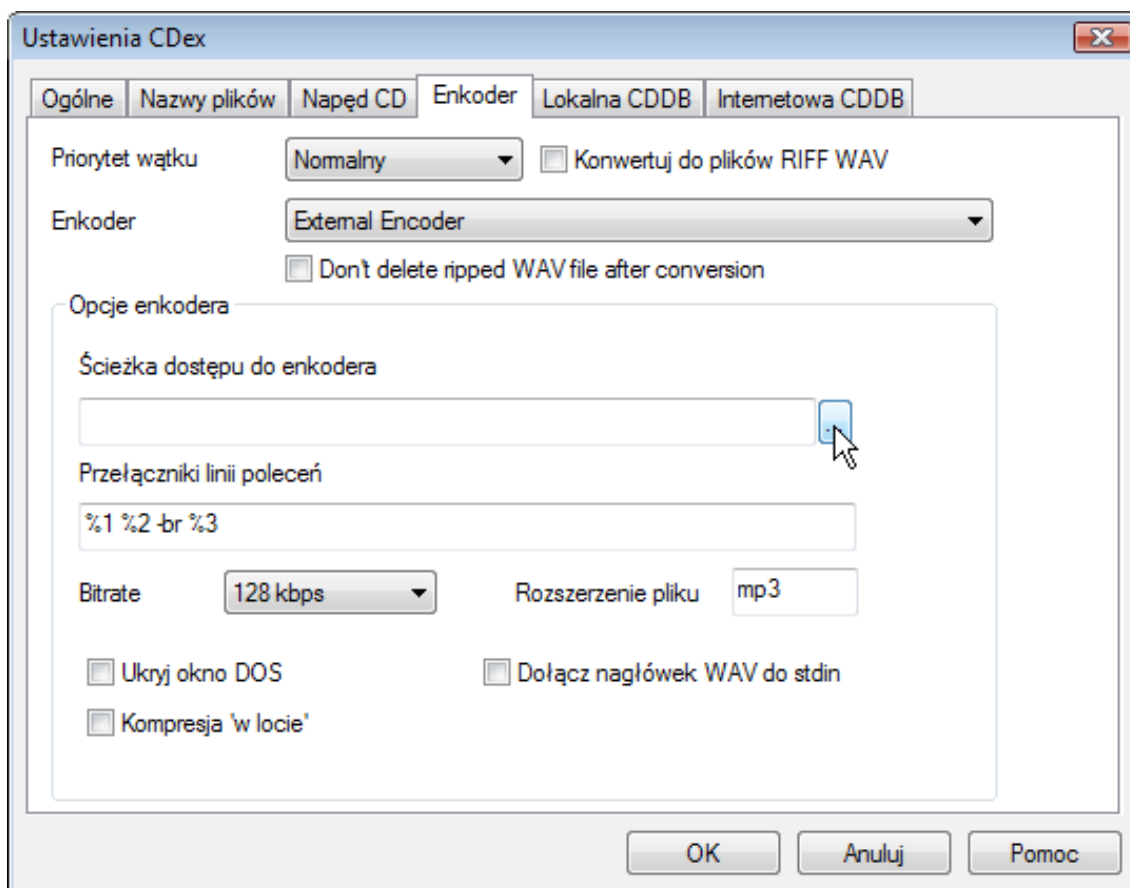 Ustawienia CDex
Ogólne Nazwy plików Napęd CD Enkoder Lokalna CDDB Internetowa CDDB
Priorytet wątku Normalny Konwertuj do plików RIFF WAV
Enkoder External Encoder
Don't delete ripped WAV file after conversion
Opcje enkodera
Ścieżka dostępu do enkodera
...
Przełączniki linii poleceń
%1 %2 -br %3
Bitrate 128 kbps Rozszerzenie pliku mp3
Ukryj okno DOS Dołącz nagłówek WAV do stdin
Kompresja 'w locie'
OK Anuluj Pomoc